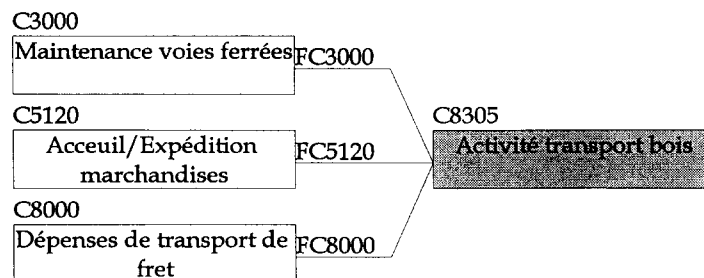 C3000
Maintenance voies ferrées
FC3000
C5120
Acceuil/Expédition
marchandises
FC5120
C8305
Activité transport bois
C8000
Dépenses de transport de
fret
FC8000